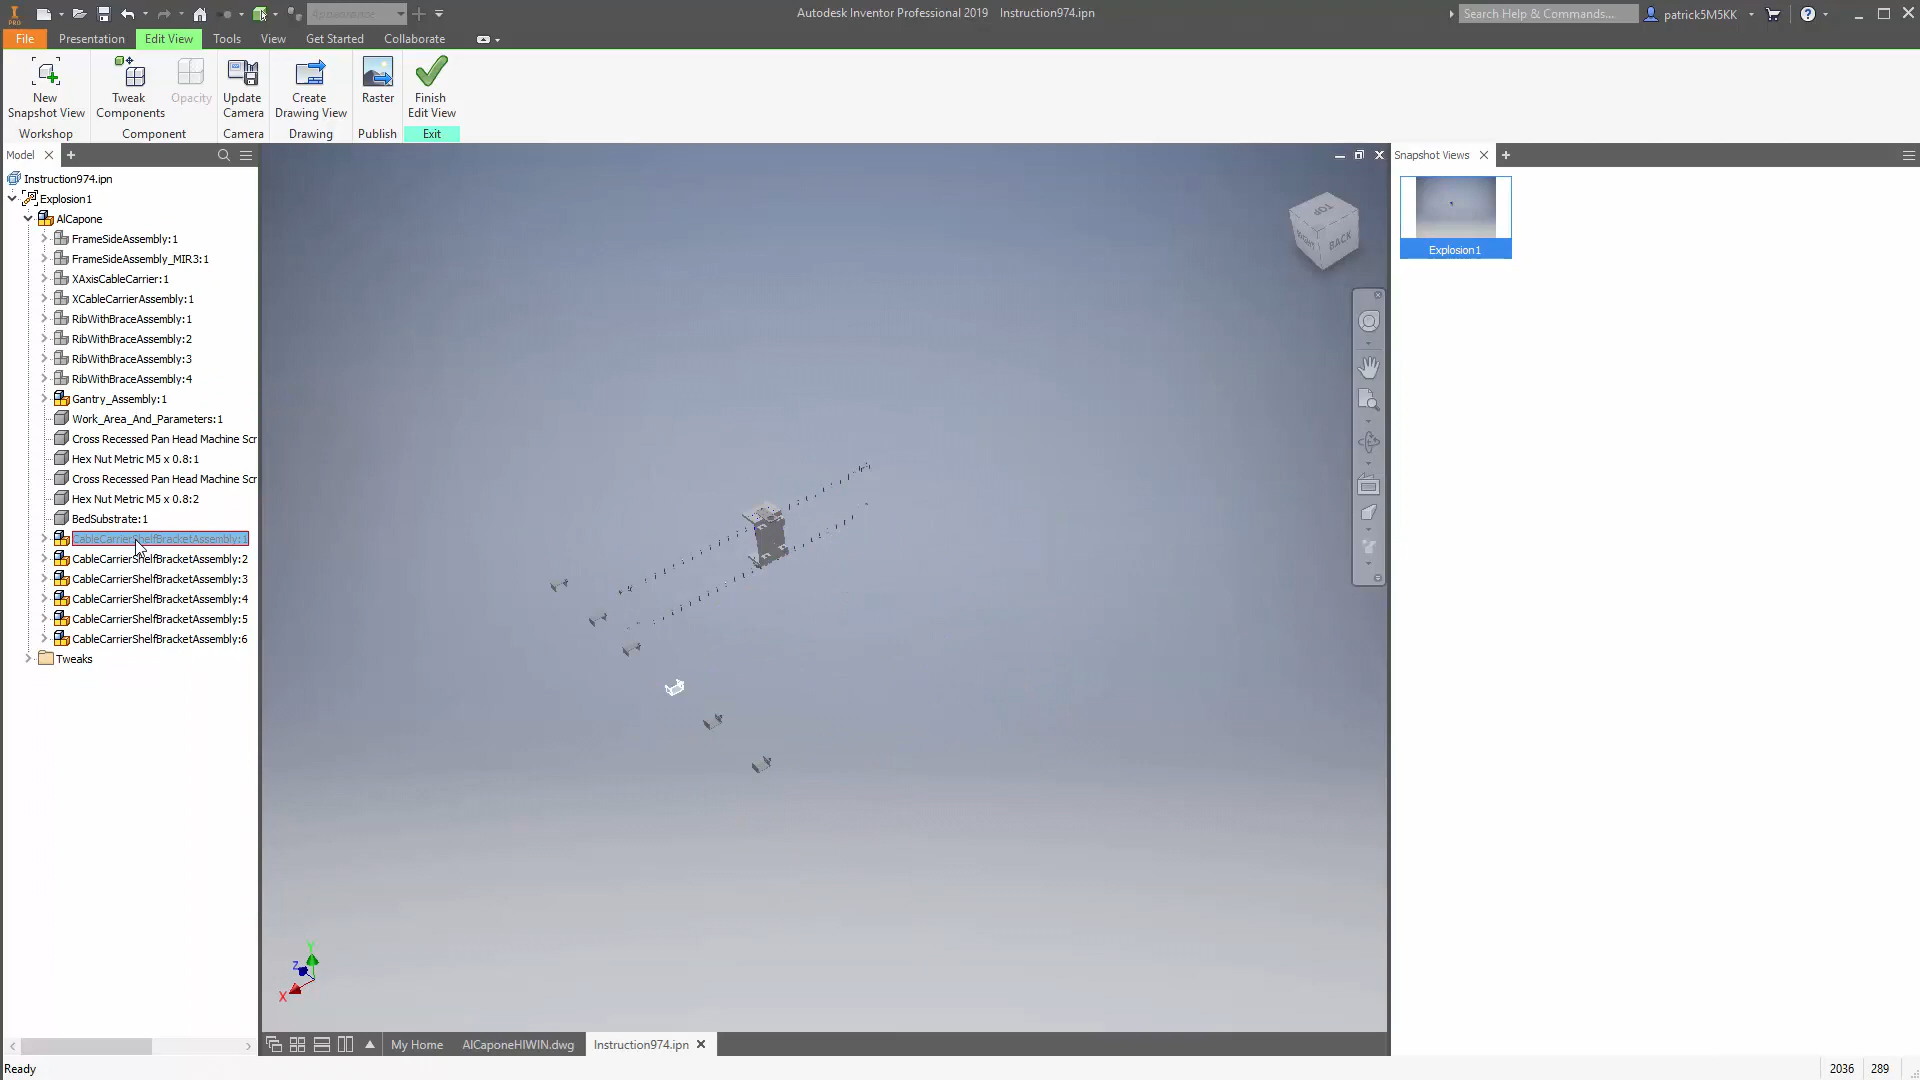 Autodesk Inventor Professional 2019 Instruction974.ipn
Search Help & Commands...
patrick5M5KK
File
Presentation
Edit View
Tools
View
Get Started
Collaborate
New Snapshot View
Tweak Components
Opacity
Update Camera
Create Drawing View
Raster
Finish Edit View
Workshop
Component
Camera
Drawing
Publish
Exit
Model
Snapshot Views
Instruction974.ipn
Explosion1
AlCapone
FrameSideAssembly:1
FrameSideAssembly_MIR3:1
XAxisCableCarrier:1
XCableCarrierAssembly:1
RibWithBraceAssembly:1
RibWithBraceAssembly:2
RibWithBraceAssembly:3
RibWithBraceAssembly:4
Gantry_Assembly:1
Work_Area_And_Parameters:1
Cross Recessed Pan Head Machine Scr
Hex Nut Metric M5 x 0.8:1
Cross Recessed Pan Head Machine Scr
Hex Nut Metric M5 x 0.8:2
BedSubstrate:1
CableCarrierShelfBracketAssembly:1
CableCarrierShelfBracketAssembly:2
CableCarrierShelfBracketAssembly:3
CableCarrierShelfBracketAssembly:4
CableCarrierShelfBracketAssembly:5
CableCarrierShelfBracketAssembly:6
Tweaks
TOP
RIGHT
BACK
Explosion1
Y
Z
X
My Home
AlCaponeHIWIN.dwg
Instruction974.ipn
Ready
2036
289